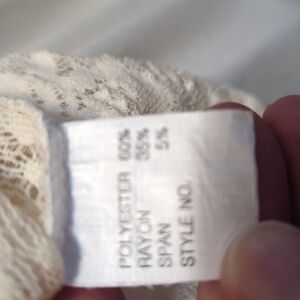 POLYESTER 60%
RAYON 35%
SPAN 5%
STYLE NO.